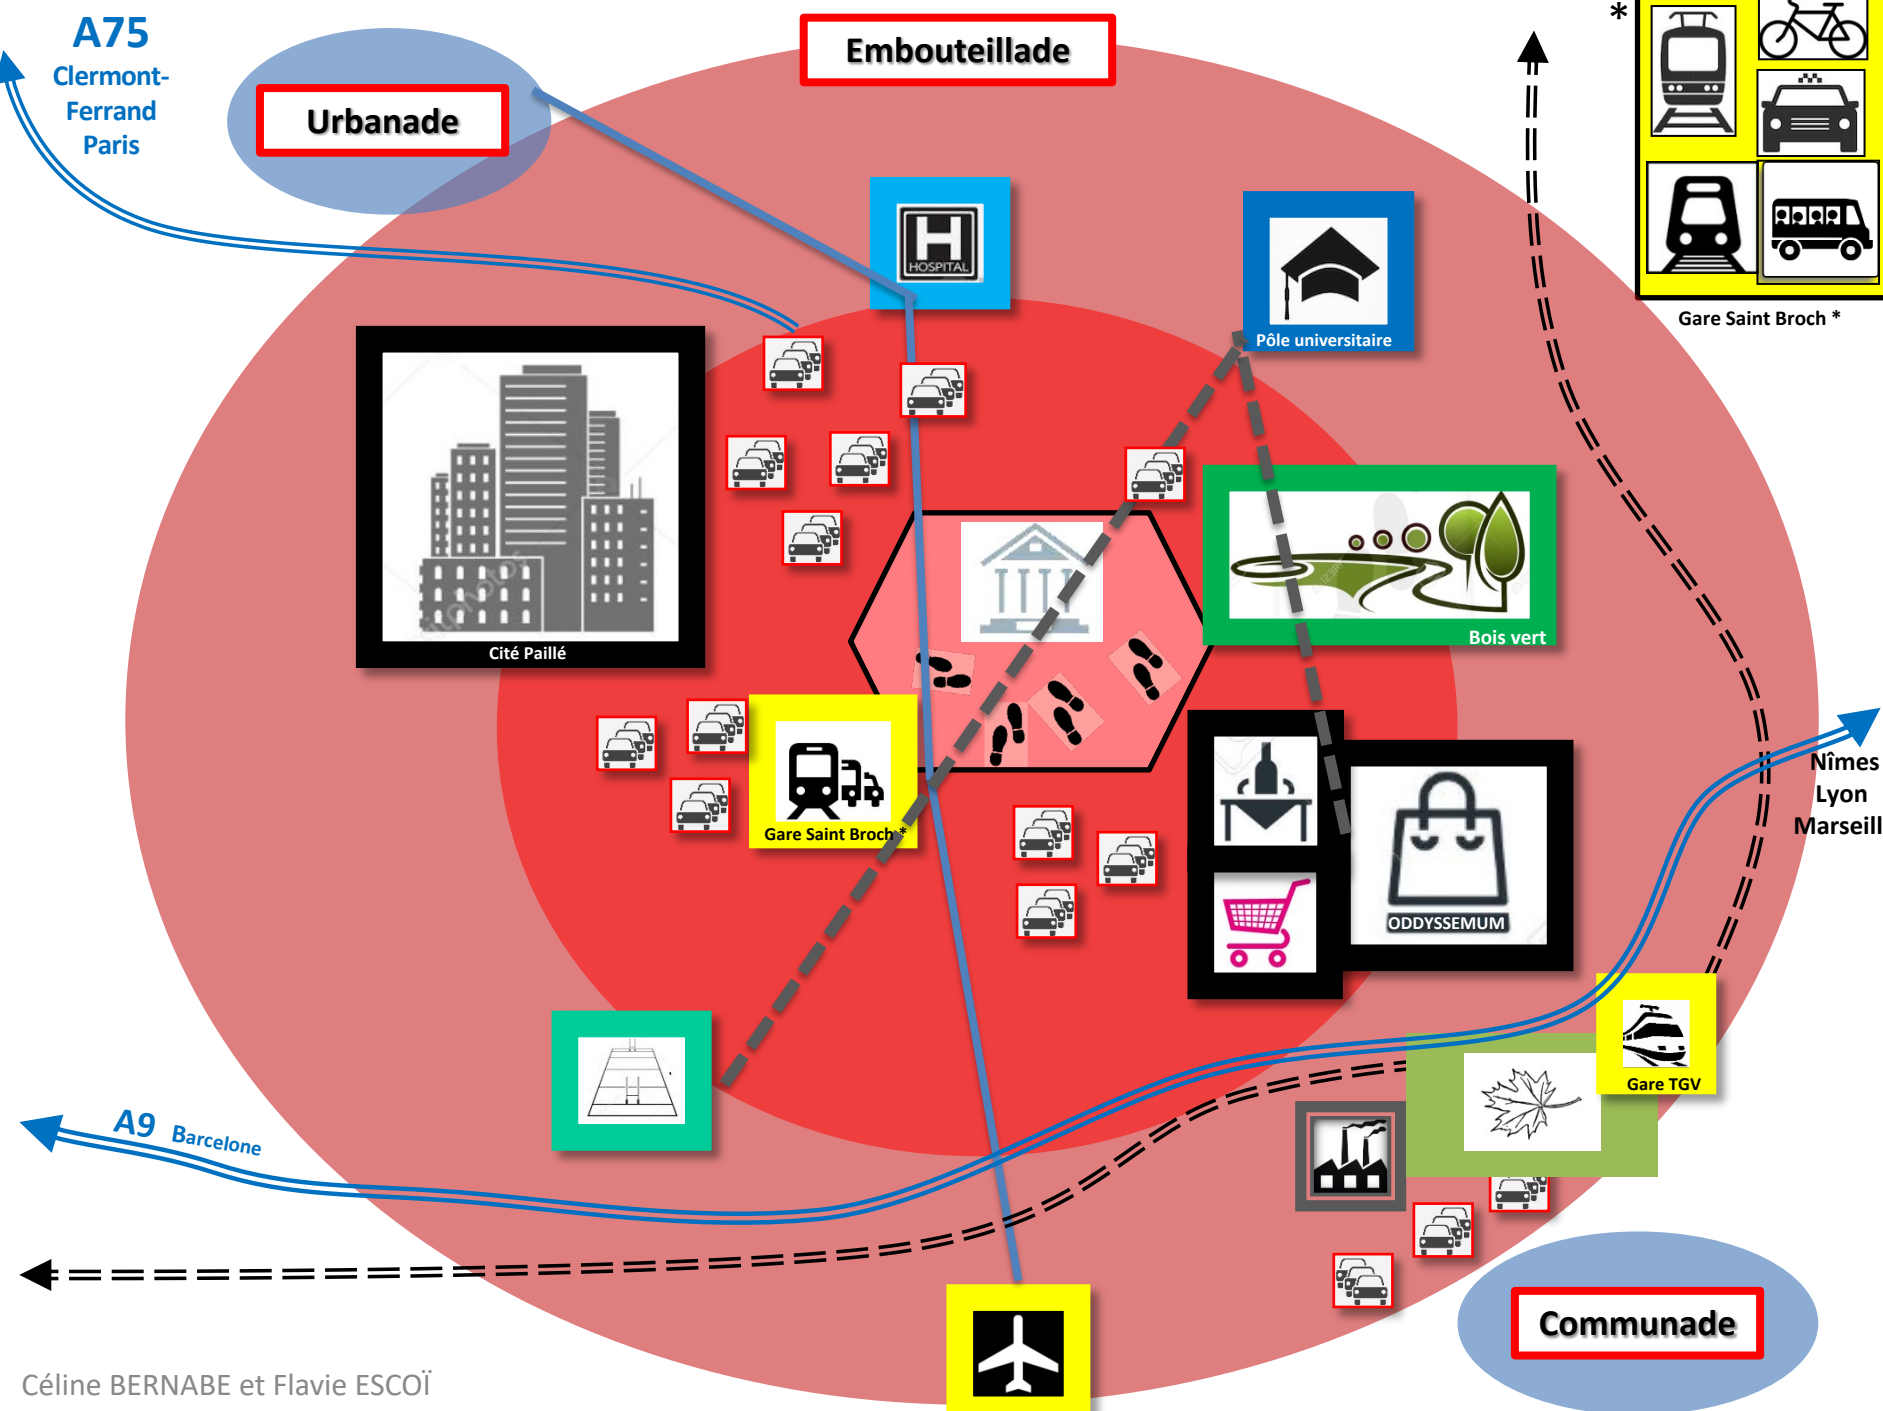 A75
Clermont-
Ferrand
Paris
Urbanade
Embouteillade
*
HOSPITAL
Pôle universitaire
Gare Saint Broch *
Cité Paillé
Bois vert
Gare Saint Broch *
ODDYSSEMUM
Nîmes
Lyon
Marseill
Gare TGV
A9 Barcelone
Communade
Céline BERNABE et Flavie ESCOÏ